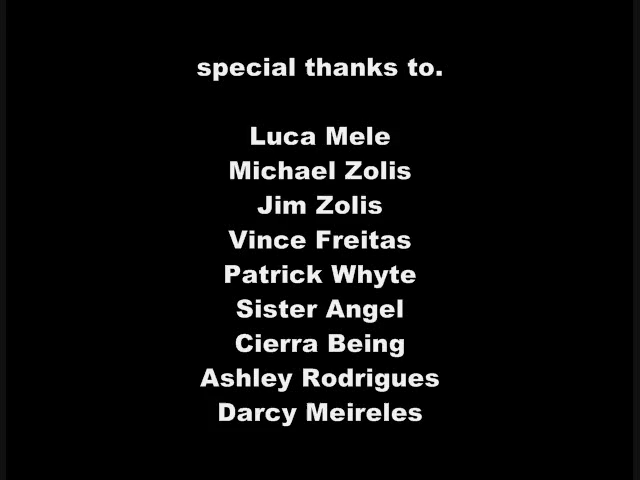 special thanks to.
Luca Mele
Michael Zolis
Jim Zolis
Vince Freitas
Patrick Whyte
Sister Angel
Cierra Being
Ashley Rodrigues
Darcy Meireles